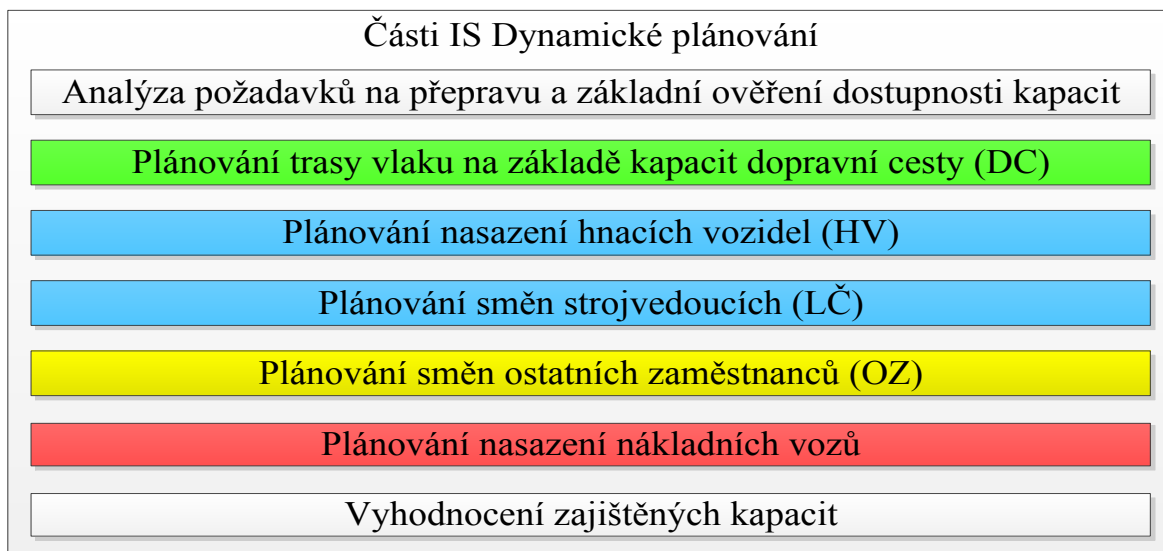 Části IS Dynamické plánování
Analýza požadavků na přepravu a základní ověření dostupnosti kapacit
Plánování trasy vlaku na základě kapacit dopravní cesty (DC)
Plánování nasazení hnacích vozidel (HV)
Plánování směn strojvedoucích (LČ)
Plánování směn ostatních zaměstnanců (OZ)
Plánování nasazení nákladních vozů
Vyhodnocení zajištěných kapacit